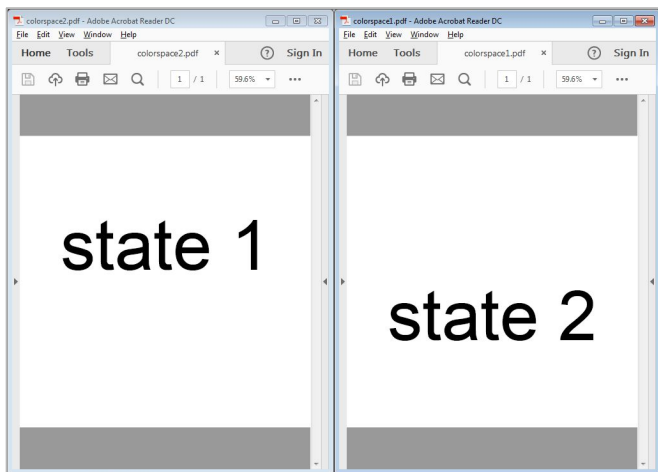 colorspace2.pdf - Adobe Acrobat Reader DC
File Edit View Window Help
Home Tools colorspace2.pdf × ? Sign In
1 / 1 59.6%
state 1
colorspace1.pdf - Adobe Acrobat Reader DC
File Edit View Window Help
Home Tools colorspace1.pdf × ? Sign In
1 / 1 59.6%
state 2